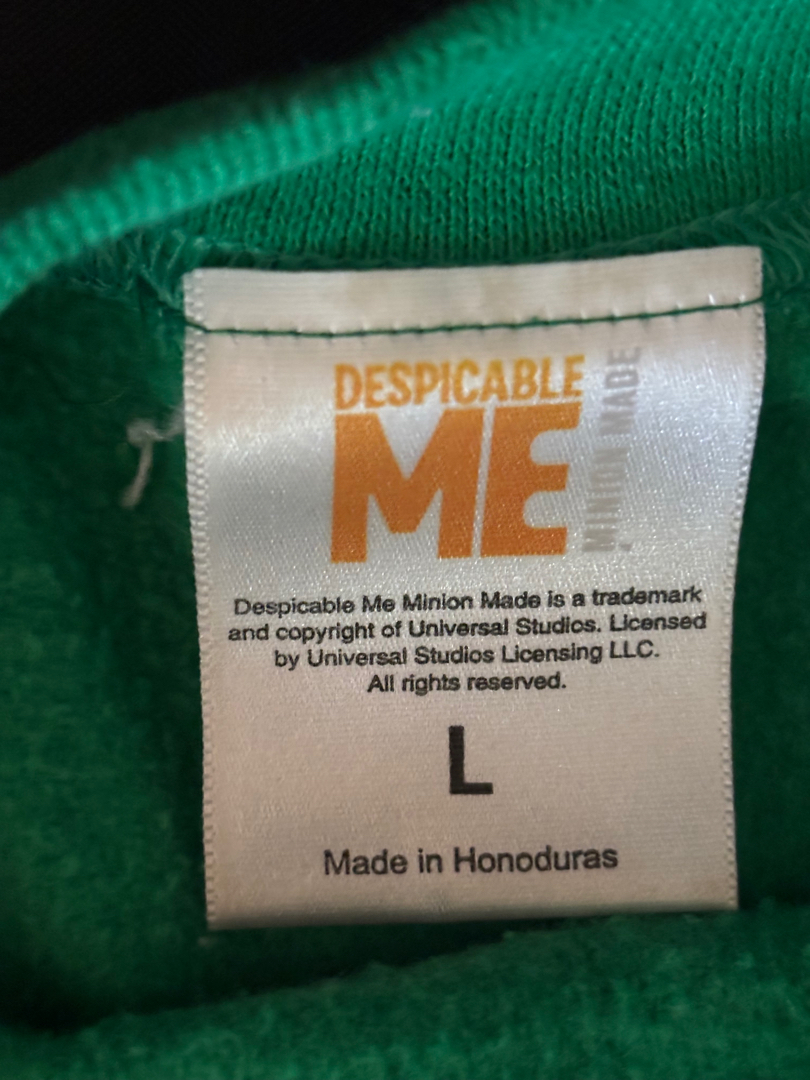 DESPICABLE
ME
MINION MADE
Despicable Me Minion Made is a trademark
and copyright of Universal Studios. Licensed
by Universal Studios Licensing LLC.
All rights reserved.
L
Made in Honoduras